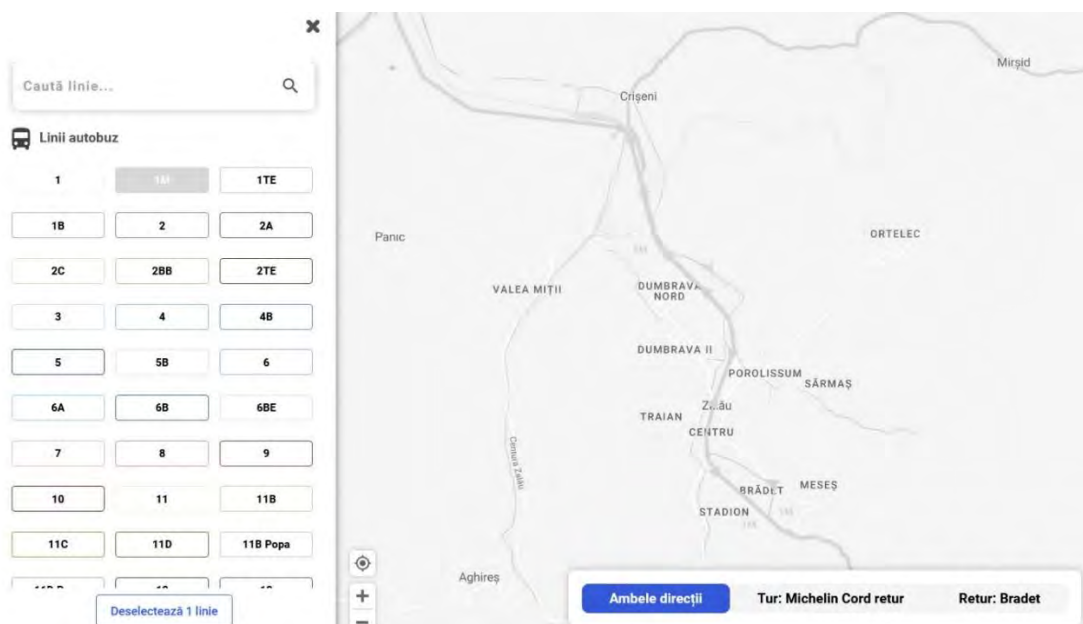 Caută linie...
Linii autobuz
1
1TE
1B
2
2A
2C
2BB
2TE
3
4
4B
5
5B
6
6A
6B
6BE
7
8
9
10
11
11B
11C
11D
11B Popa
Deselectează 1 linie
Mirșid
Crișeni
Panic
ORTELEC
VALEA MIȚII
DUMBRAVA
NORD
DUMBRAVA II
POROLISSUM
SĂRMAȘ
TRAIAN
CENTRU
Centura Zalău
BRĂDET
MESEȘ
STADION
Aghireș
Ambele direcții
Tur: Michelin Cord retur
Retur: Bradet